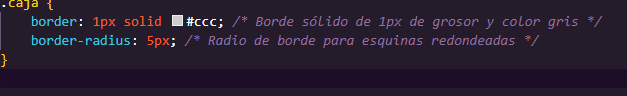 .caja {
border: 1px solid #ccc; /* Borde sólido de 1px de grosor y color gris */
border-radius: 5px; /* Radio de borde para esquinas redondeadas */
}